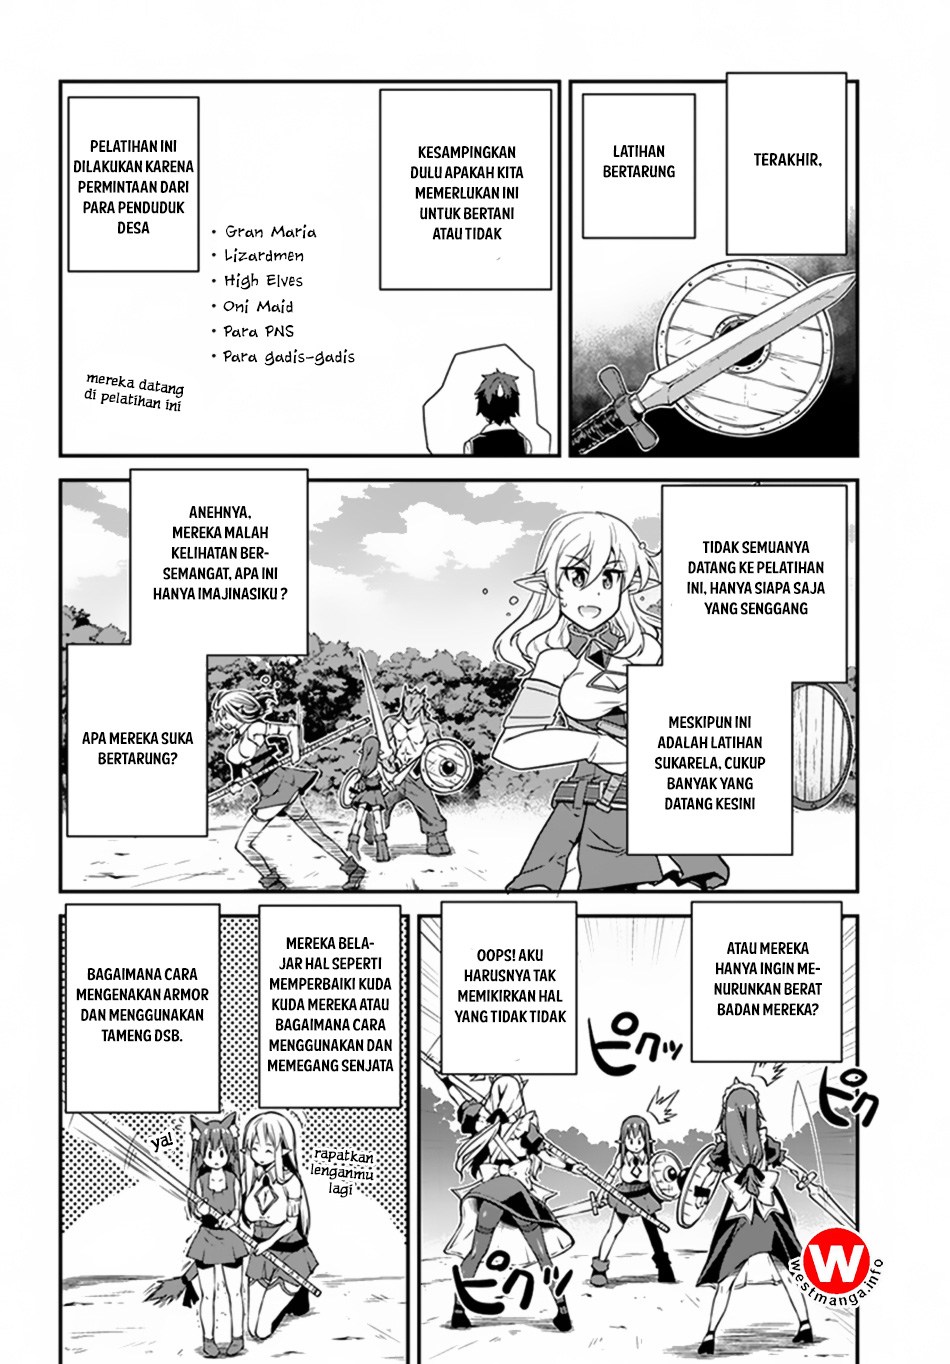 TERAKHIR,
LATIHAN
BERTARUNG
KESAMPINGKAN
DULU APAKAH KITA
MEMERLUKAN INI
UNTUK BERTANI
ATAU TIDAK
• Gran Maria
• Lizardmen
• High Elves
• Oni Maid
• Para PNS
• Para gadis-gadis
PELATIHAN INI
DILAKUKAN KARENA
PERMINTAAN DARI
PARA PENDUDUK
DESA
mereka datang
di pelatihan ini
TIDAK SEMUANYA
DATANG KE PELATIHAN
INI, HANYA SIAPA SAJA
YANG SENGGANG
MESKIPUN INI
ADALAH LATIHAN
SUKARELA, CUKUP
BANYAK YANG
DATANG KESINI
ANEHNYA,
MEREKA MALAH
KELIHATAN BER-
SEMANGAT, APA INI
HANYA IMAJINASIKU ?
APA MEREKA SUKA
BERTARUNG?
ATAU MEREKA
HANYA INGIN ME-
NURUNKAN BERAT
BADAN MEREKA?
OOPS! AKU
HARUSNYA TAK
MEMIKIRKAN HAL
YANG TIDAK TIDAK
ピクッ
ピク
ピクッ
MEREKA BELA-
JAR HAL SEPERTI
MEMPERBAIKI KUDA
KUDA MEREKA ATAU
BAGAIMANA CARA
MENGGUNAKAN DAN
MEMEGANG SENJATA
BAGAIMANA CARA
MENGENAKAN ARMOR
DAN MENGGUNAKAN
TAMENG DSB.
ya!
rapatkan
lenganmu
lagi
W
westmanga.info